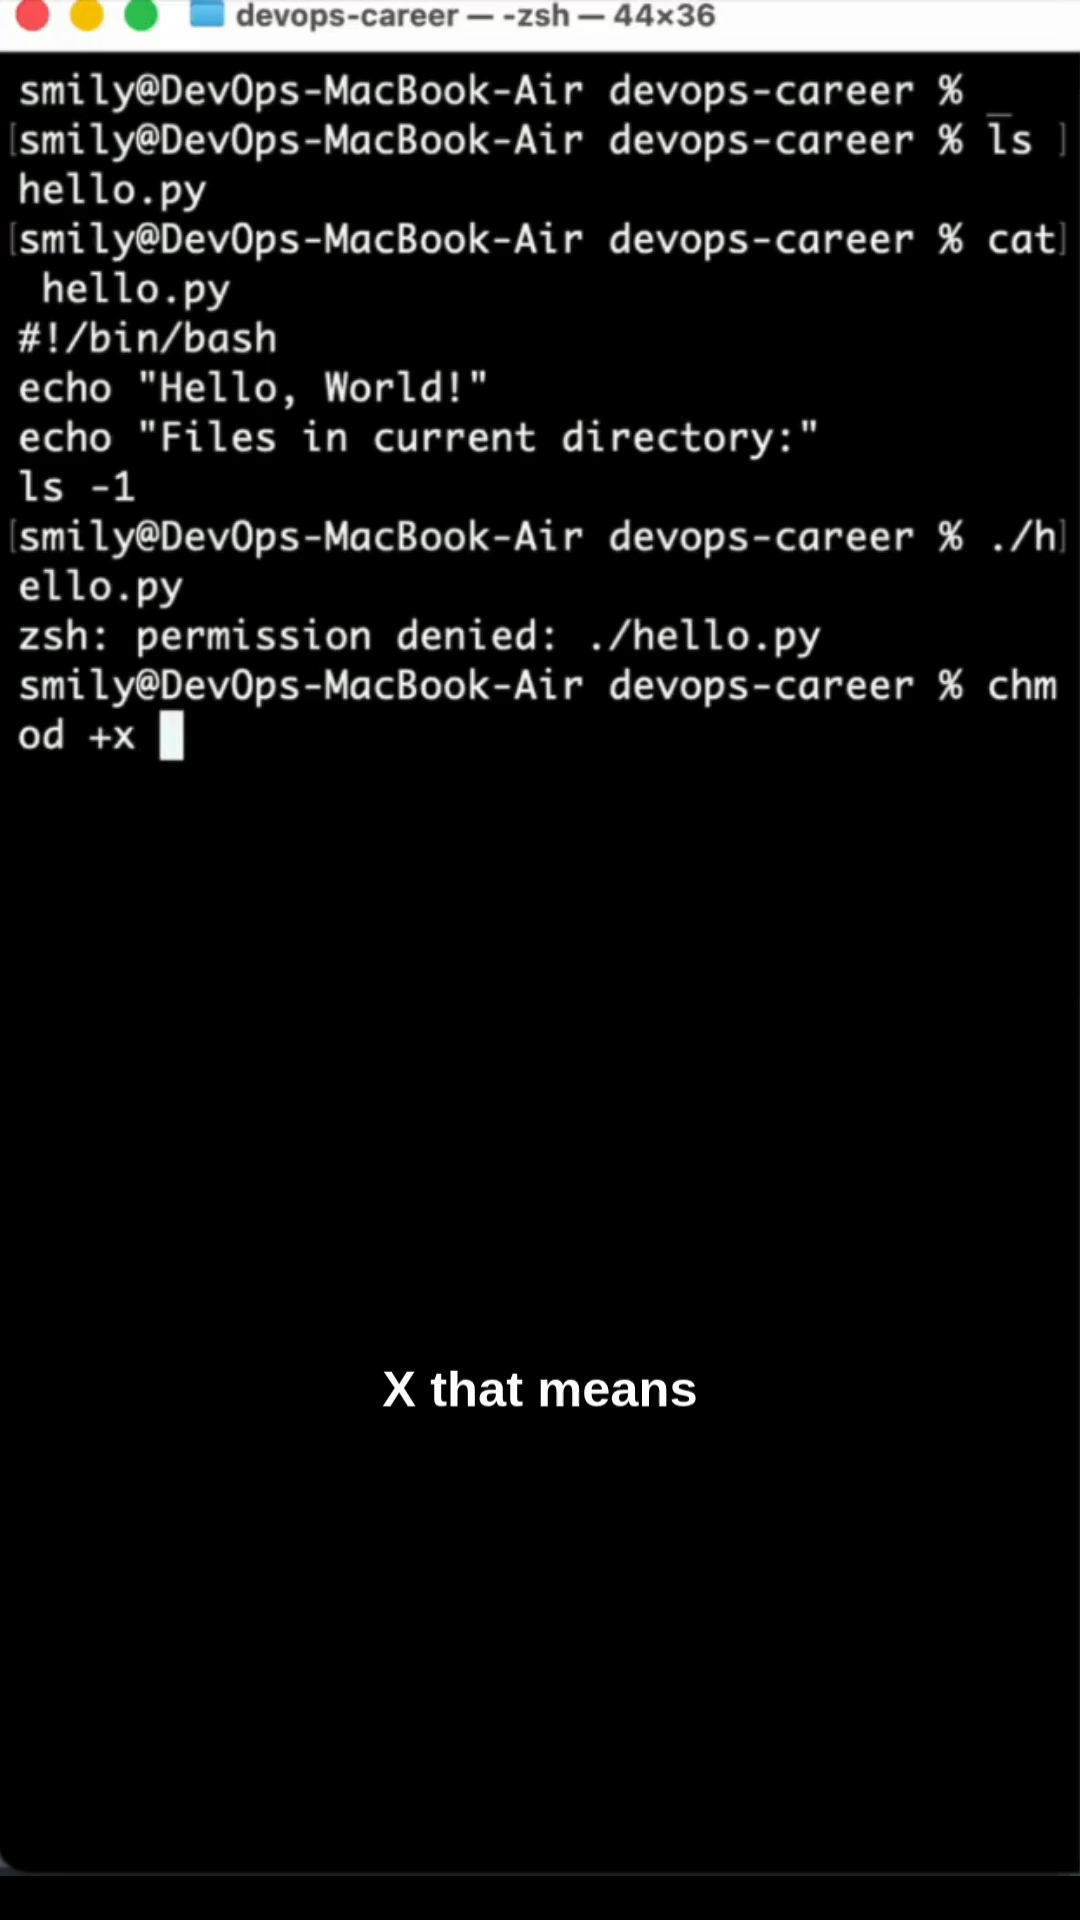 devops-career — -zsh — 44×36
smily@DevOps-MacBook-Air devops-career % _
[smily@DevOps-MacBook-Air devops-career % ls ]
hello.py
[smily@DevOps-MacBook-Air devops-career % cat]
 hello.py
#!/bin/bash
echo "Hello, World!"
echo "Files in current directory:"
ls -1
[smily@DevOps-MacBook-Air devops-career % ./h]
ello.py
zsh: permission denied: ./hello.py
smily@DevOps-MacBook-Air devops-career % chm
od +x
X that means